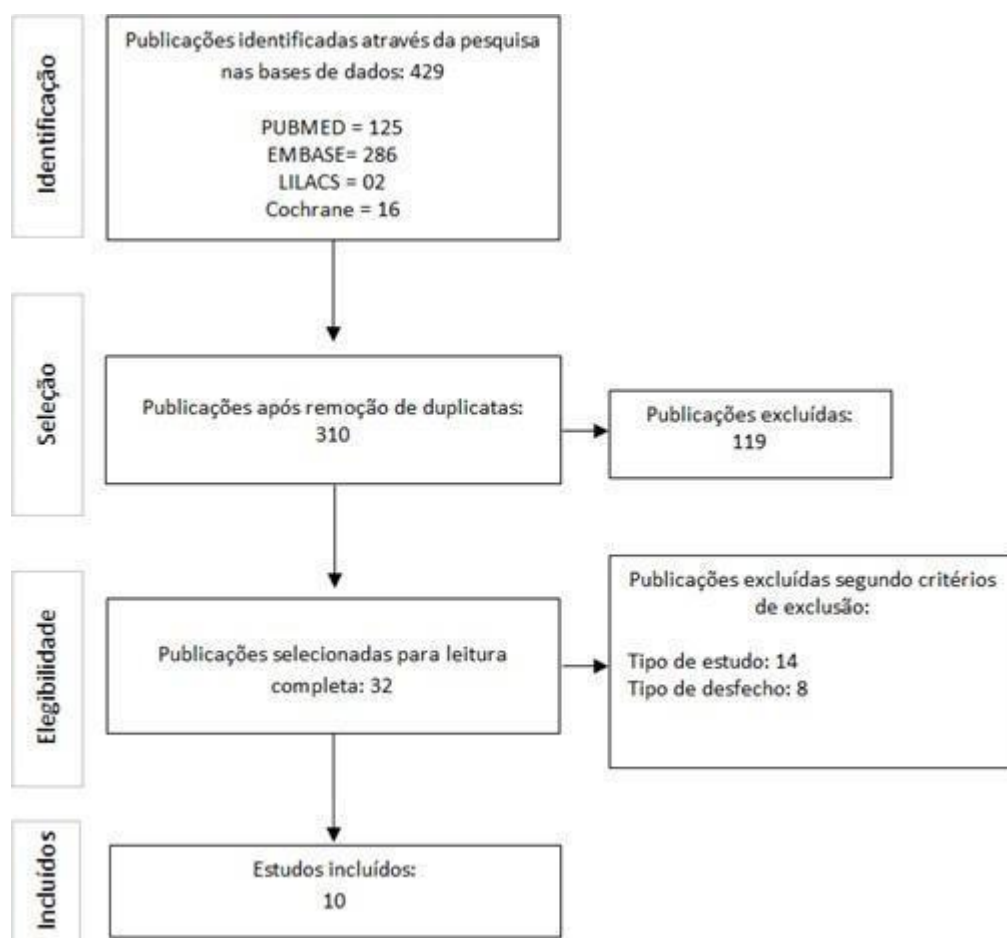 Identificação
Publicações identificadas através da pesquisa
nas bases de dados: 429
PUBMED = 125
EMBASE= 286
LILACS = 02
Cochrane = 16
Seleção
Publicações após remoção de duplicatas:
310
Publicações excluídas:
119
Elegibilidade
Publicações selecionadas para leitura
completa: 32
Publicações excluídas segundo critérios
de exclusão:
Tipo de estudo: 14
Tipo de desfecho: 8
Incluídos
Estudos incluídos:
10